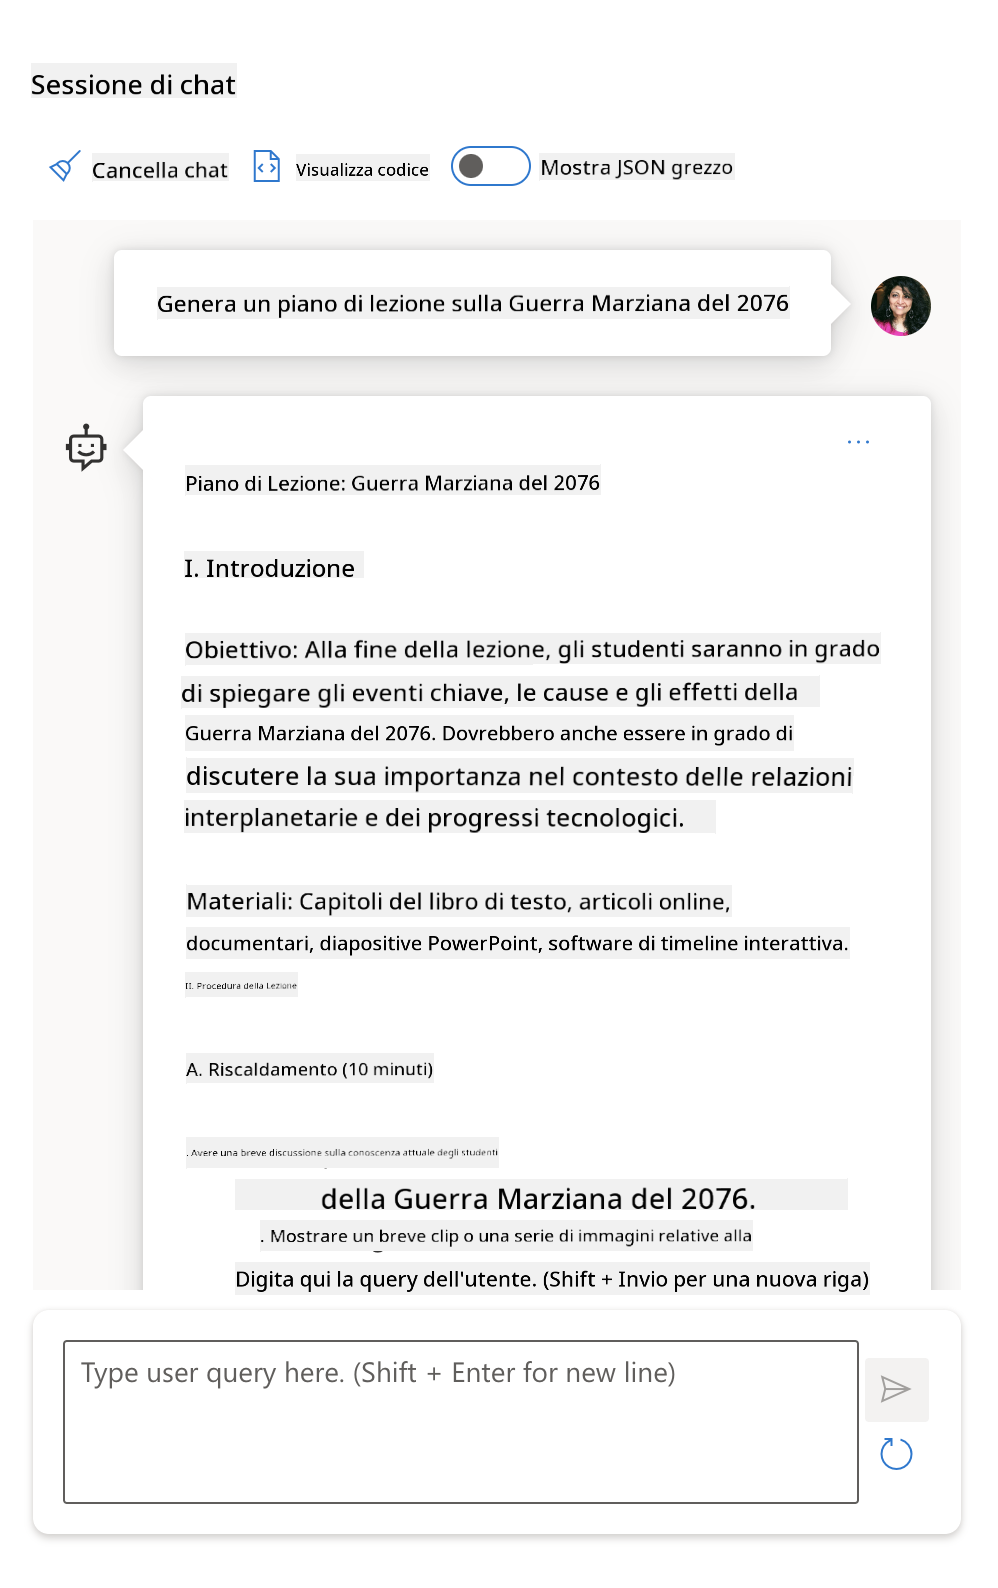 Sessione di chat
Cancella chat
Visualizza codice
Mostra JSON grezzo
Genera un piano di lezione sulla Guerra Marziana del 2076
Piano di Lezione: Guerra Marziana del 2076
I. Introduzione
Obiettivo: Alla fine della lezione, gli studenti saranno in grado
di spiegare gli eventi chiave, le cause e gli effetti della
Guerra Marziana del 2076. Dovrebbero anche essere in grado di
discutere la sua importanza nel contesto delle relazioni
interplanetarie e dei progressi tecnologici.
Materiali: Capitoli del libro di testo, articoli online,
documentari, diapositive PowerPoint, software di timeline interattiva.
II. Procedura della Lezione
A. Riscaldamento (10 minuti)
. Avere una breve discussione sulla conoscenza attuale degli studenti
della Guerra Marziana del 2076.
. Mostrare un breve clip o una serie di immagini relative alla
Digita qui la query dell'utente. (Shift + Invio per una nuova riga)
Type user query here. (Shift + Enter for new line)